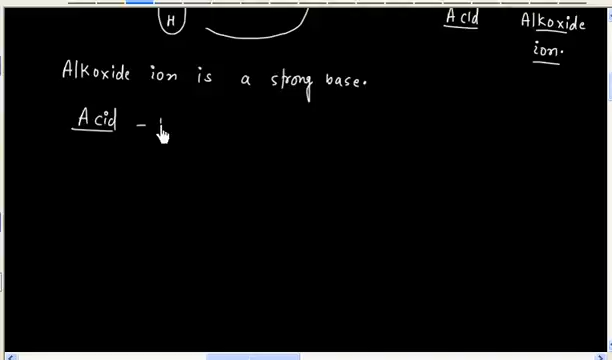 H
Acid Alkoxide
ion.
Alkoxide ion is a strong base.
Acid -